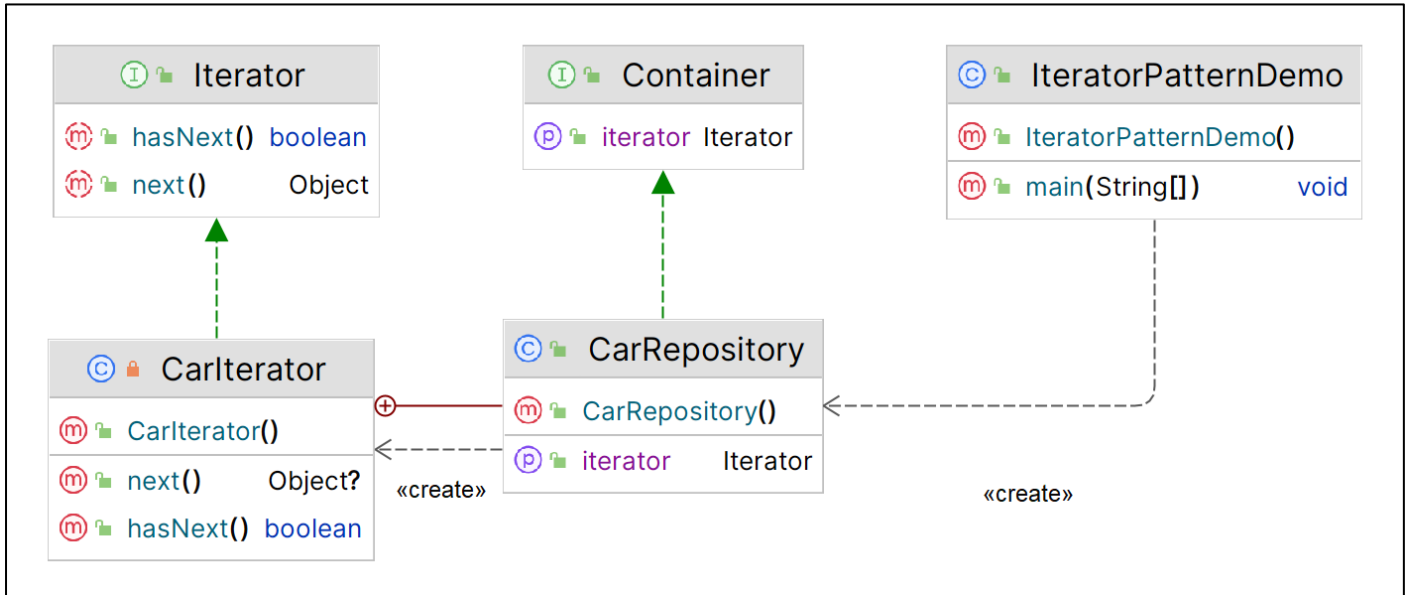 Iterator
hasNext() boolean
next() Object
Container
iterator Iterator
IteratorPatternDemo
IteratorPatternDemo()
main(String[]) void
CarIterator
CarIterator()
next() Object?
hasNext() boolean
«create»
CarRepository
CarRepository()
iterator Iterator
«create»